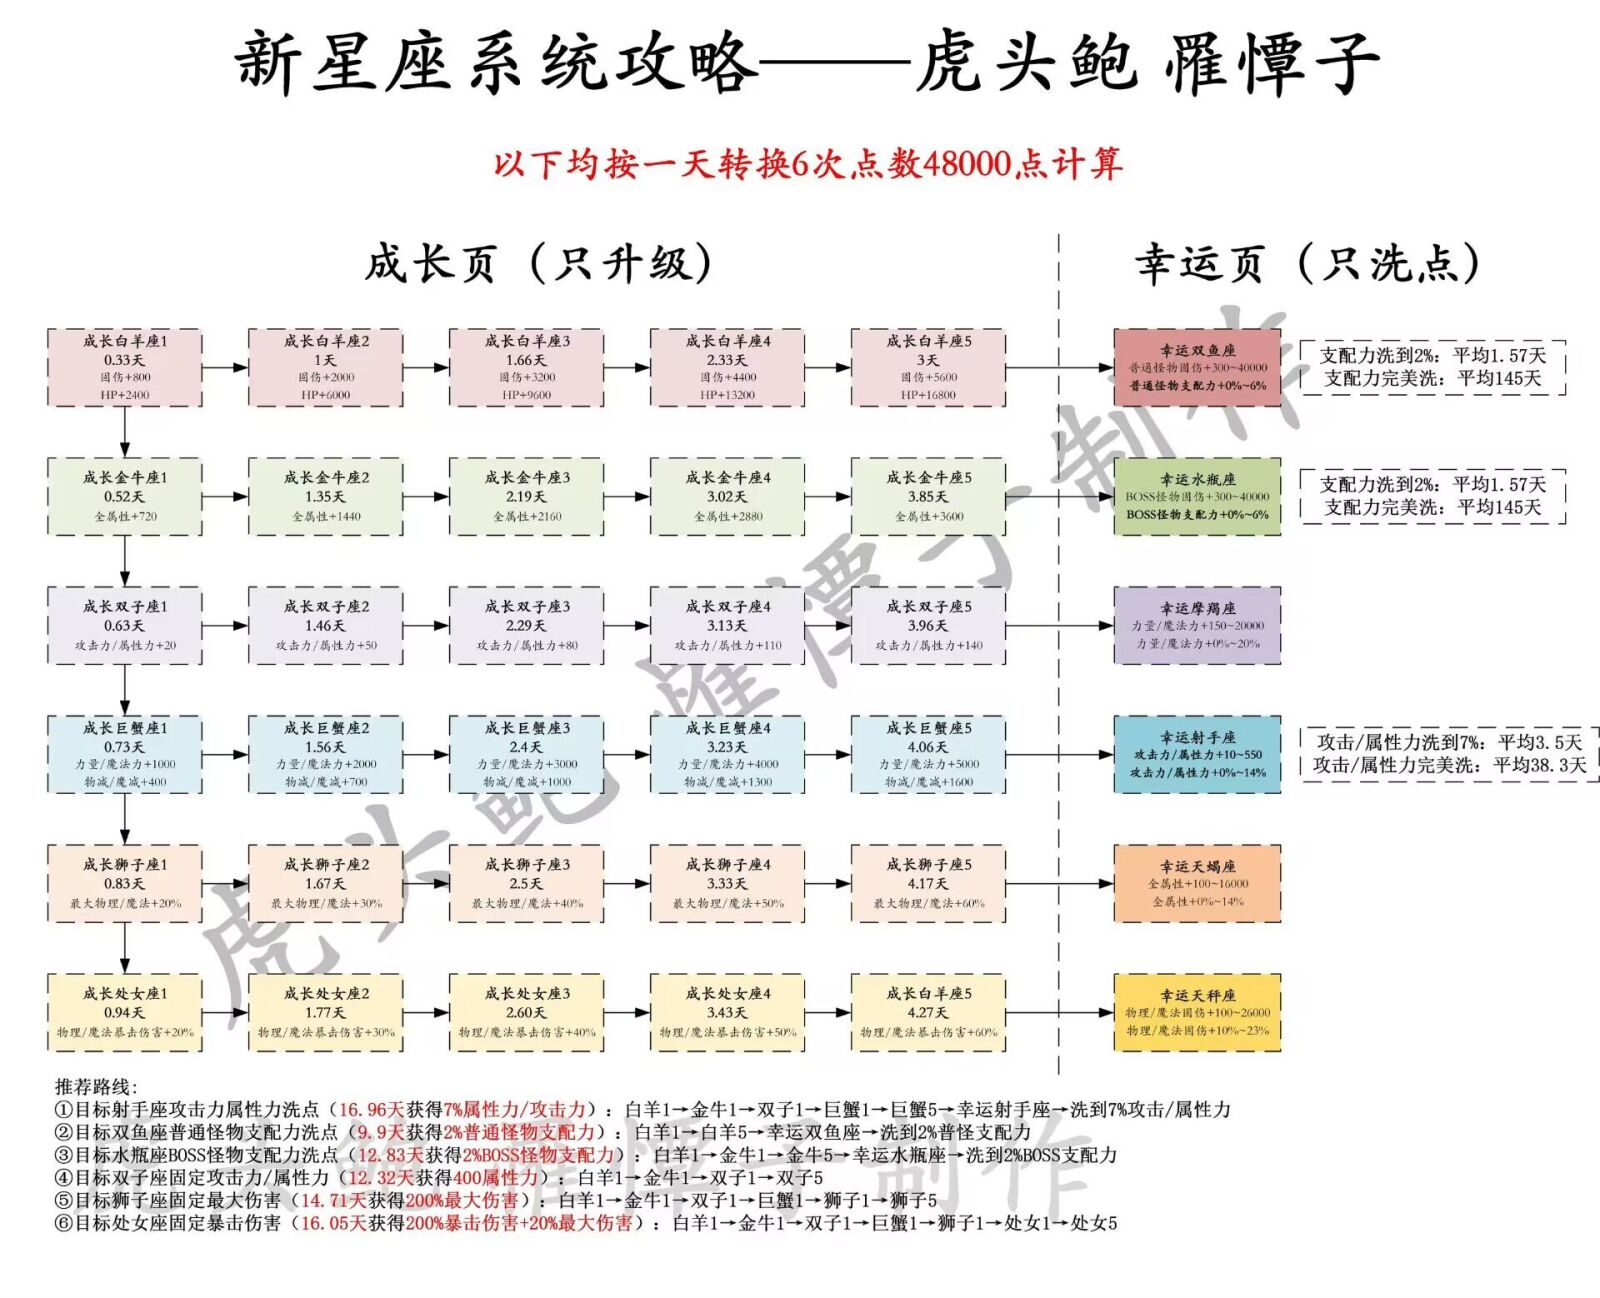 新星座系统攻略——虎头鲍 罹惮子
以下均按一天转换6次点数48000点计算
成长页（只升级）
幸运页（只洗点）
成长白羊座1
0.33天
固伤+800
HP+2400
成长白羊座2
1天
固伤+2000
HP+6000
成长白羊座3
1.66天
固伤+3200
HP+9600
成长白羊座4
2.33天
固伤+4400
HP+13200
成长白羊座5
3天
固伤+5600
HP+16800
幸运双鱼座
普通怪物固伤+300~40000
普通怪物支配力+0%~6%
支配力洗到2%：平均1.57天
支配力完美洗：平均145天
成长金牛座1
0.52天
全属性+720
成长金牛座2
1.35天
全属性+1440
成长金牛座3
2.19天
全属性+2160
成长金牛座4
3.02天
全属性+2880
成长金牛座5
3.85天
全属性+3600
幸运水瓶座
BOSS怪物固伤+300~40000
BOSS怪物支配力+0%~6%
支配力洗到2%：平均1.57天
支配力完美洗：平均145天
成长双子座1
0.63天
攻击力/属性力+20
成长双子座2
1.46天
攻击力/属性力+50
成长双子座3
2.29天
攻击力/属性力+80
成长双子座4
3.13天
攻击力/属性力+110
成长双子座5
3.96天
攻击力/属性力+140
幸运摩羯座
力量/魔法力+150~20000
力量/魔法力+0%~20%
成长巨蟹座1
0.73天
力量/魔法力+1000
物减/魔减+400
成长巨蟹座2
1.56天
力量/魔法力+2000
物减/魔减+700
成长巨蟹座3
2.4天
力量/魔法力+3000
物减/魔减+1000
成长巨蟹座4
3.23天
力量/魔法力+4000
物减/魔减+1300
成长巨蟹座5
4.06天
力量/魔法力+5000
物减/魔减+1600
幸运射手座
攻击力/属性力+10~550
攻击力/属性力+0%~14%
攻击/属性力洗到7%：平均3.5天
攻击/属性力完美洗：平均38.3天
成长狮子座1
0.83天
最大物理/魔法+20%
成长狮子座2
1.67天
最大物理/魔法+30%
成长狮子座3
2.5天
最大物理/魔法+40%
成长狮子座4
3.33天
最大物理/魔法+50%
成长狮子座5
4.17天
最大物理/魔法+60%
幸运天蝎座
全属性+100~16000
全属性+0%~14%
成长处女座1
0.94天
物理/魔法暴击伤害+20%
成长处女座2
1.77天
物理/魔法暴击伤害+30%
成长处女座3
2.60天
物理/魔法暴击伤害+40%
成长处女座4
3.43天
物理/魔法暴击伤害+50%
成长白羊座5
4.27天
物理/魔法暴击伤害+60%
幸运天秤座
物理/魔法固伤+100~26000
物理/魔法固伤+10%~23%
推荐路线：
①目标射手座攻击力属性力洗点（16.96天获得7%属性力/攻击力）：白羊1→金牛1→双子1→巨蟹1→巨蟹5→幸运射手座→洗到7%攻击/属性力
②目标双鱼座普通怪物支配力洗点（9.9天获得2%普通怪物支配力）：白羊1→白羊5→幸运双鱼座→洗到2%普怪支配力
③目标水瓶座BOSS怪物支配力洗点（12.83天获得2%BOSS怪物支配力）：白羊1→金牛1→金牛5→幸运水瓶座→洗到2%BOSS支配力
④目标双子座固定攻击力/属性力（12.32天获得400属性力）：白羊1→金牛1→双子1→双子5
⑤目标狮子座固定最大伤害（14.71天获得200%最大伤害）：白羊1→金牛1→双子1→巨蟹1→狮子1→狮子5
⑥目标处女座固定暴击伤害（16.05天获得200%暴击伤害+20%最大伤害）：白羊1→金牛1→双子1→巨蟹1→狮子1→处女1→处女5
虎头鲍 罹惮子制作
虎头鲍 罹惮子制作